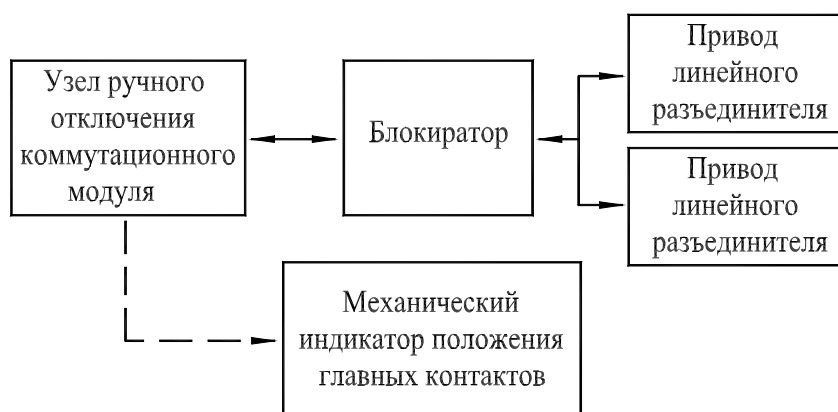 Узел ручного
отключения
коммутационного
модуля
Блокиратор
Привод
линейного
разъединителя
Привод
линейного
разъединителя
Механический
индикатор положения
главных контактов